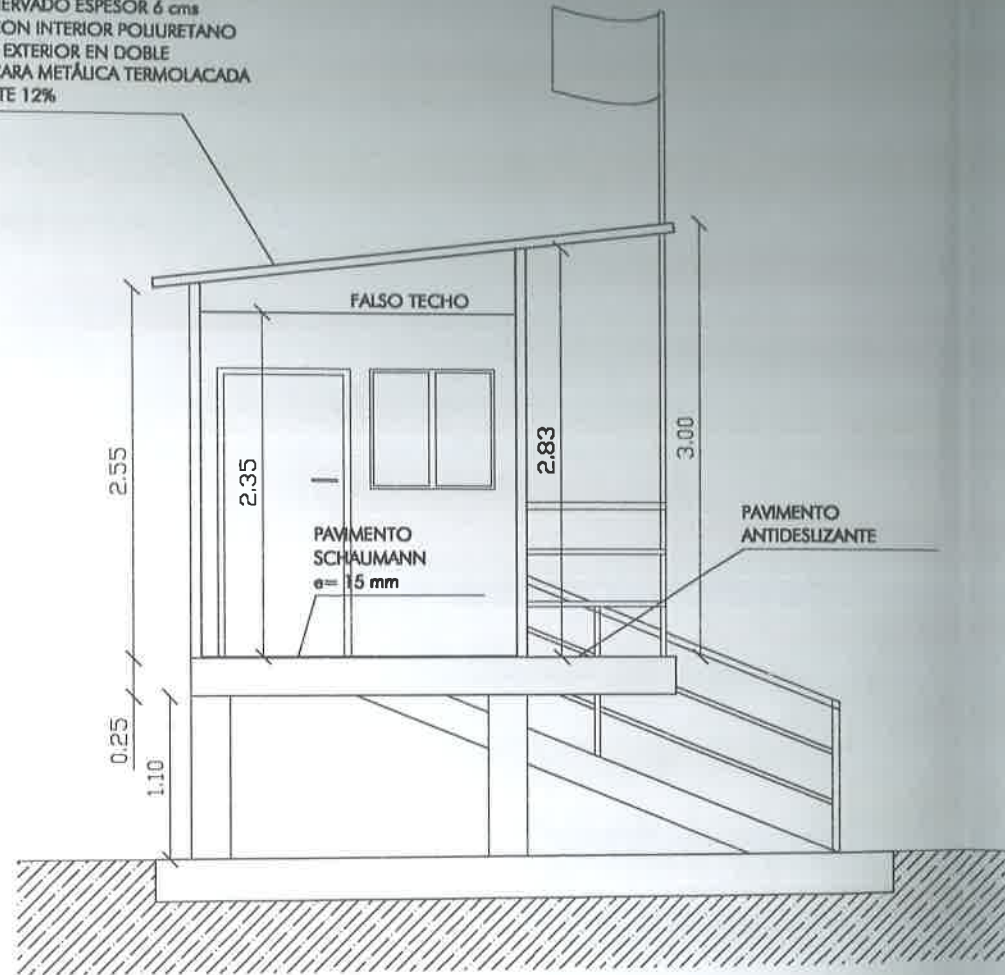 ERVADO ESPESOR 6 cms
ON INTERIOR POLIURETANO
EXTERIOR EN DOBLE
ARA METÁLICA TERMOLACADA
TE 12%
FALSO TECHO
2.55
2.35
2.83
3.00
PAVIMENTO
SCHAUMANN
e= 15 mm
PAVIMENTO
ANTIDESLIZANTE
0.25
1.10